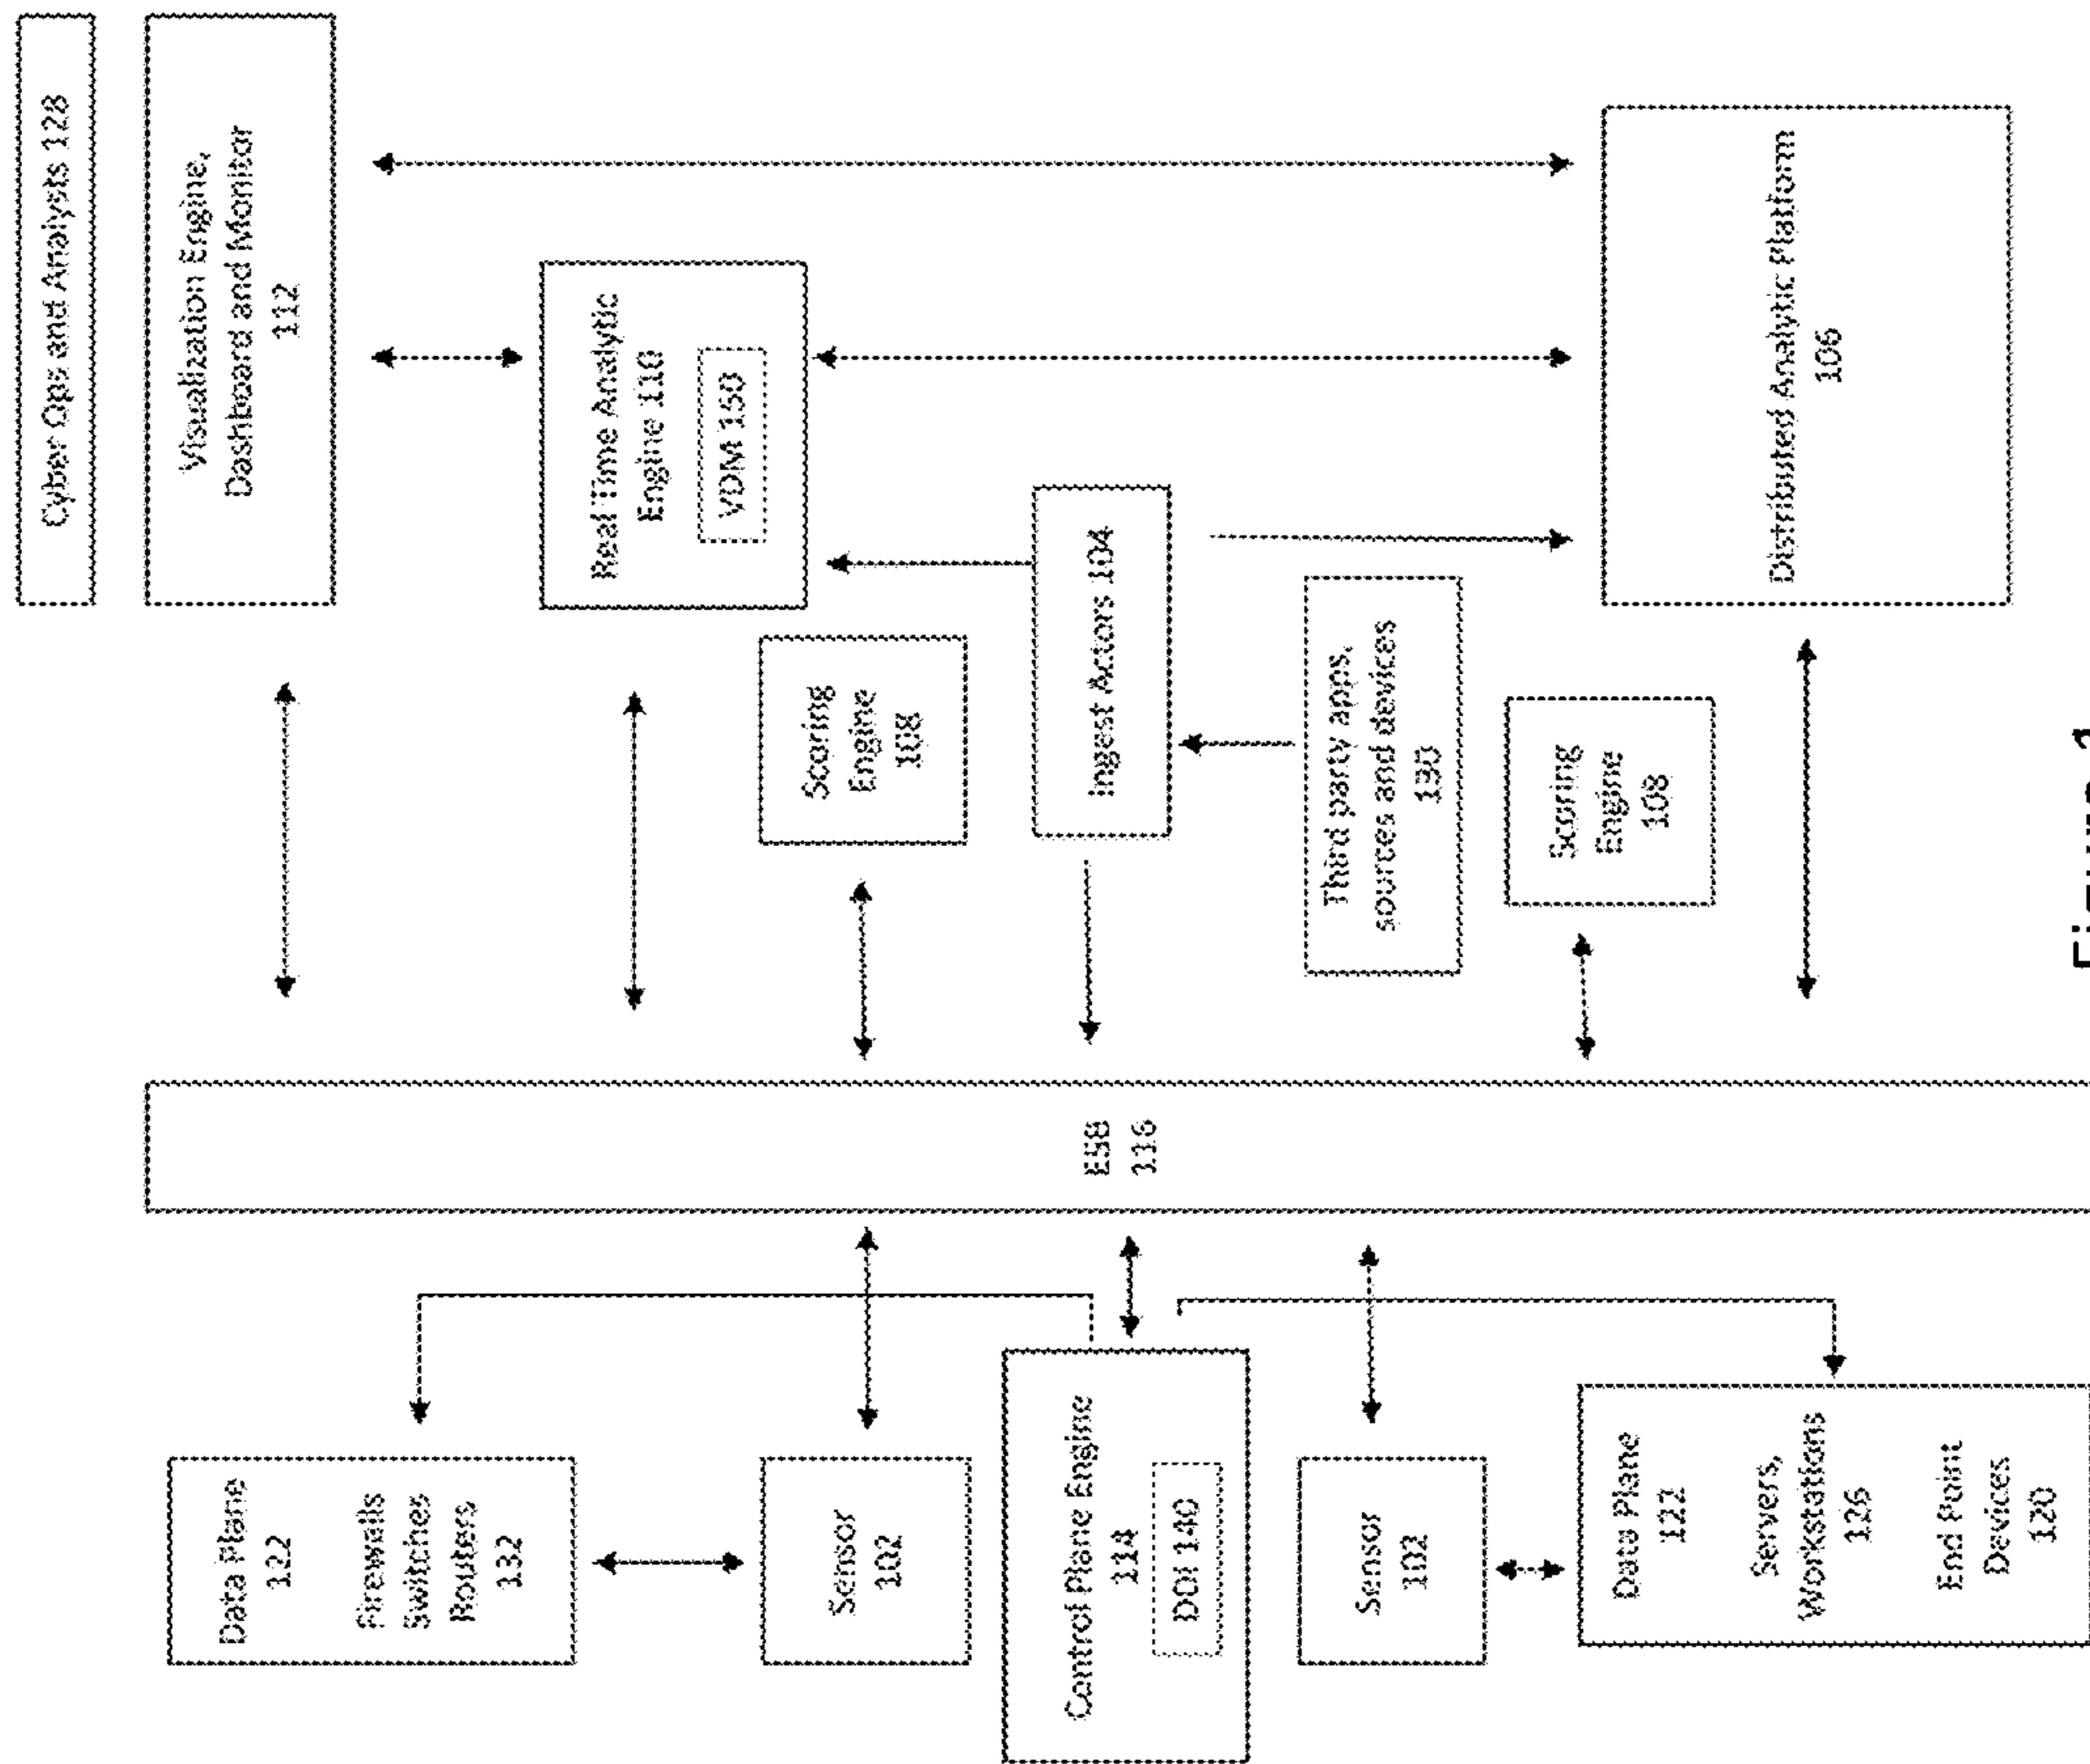 Cyber Ops and Analysts 128
Visualization Engine,
Dashboard and Monitor
112
Data Plane
122
Firewalls
Switches
Routers
132
Real Time Analytic
Engine 110
VDM 150
Sensor
102
Scoring
Engine
108
Control Plane Engine
114
DDI 140
ESB
116
Ingest Actors 104
Sensor
102
Third party apps,
sources and devices
130
Scoring
Engine
108
Data Plane
122
Servers,
Workstations
126
End Point
Devices
120
Distributed Analytic Platform
106
Figure 1